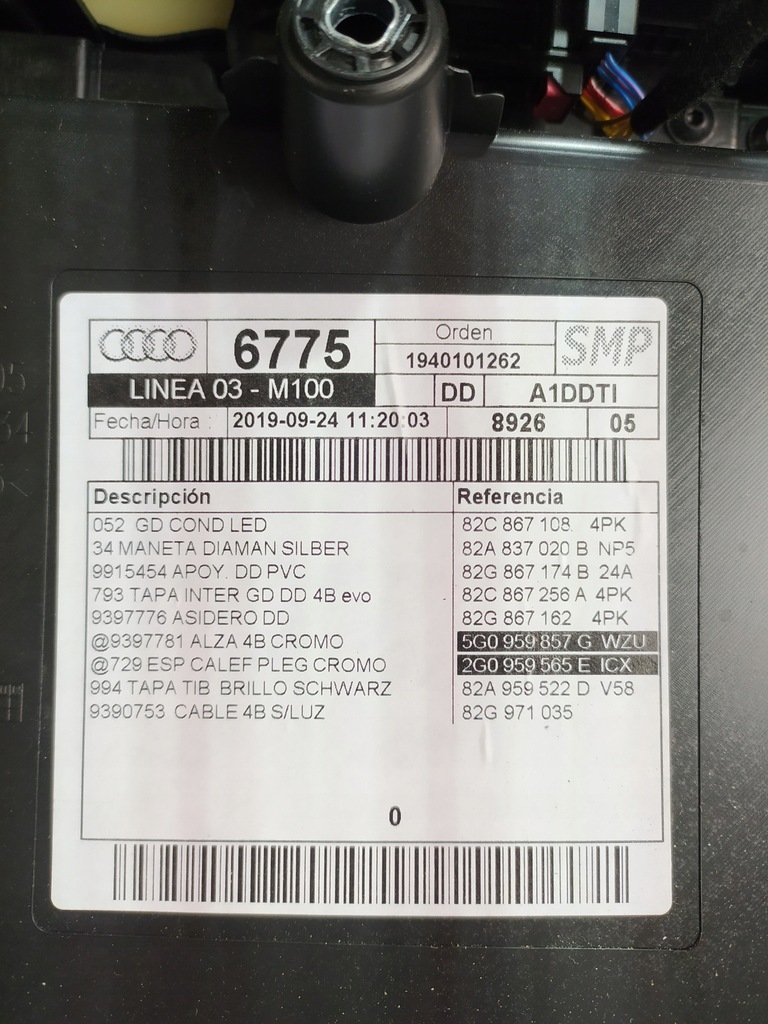 6775
Orden
1940101262
SMP
LINEA 03 - M100
DD
A1DDTI
Fecha/Hora :
2019-09-24 11:20:03
8926
05
Descripción Referencia
052 GD COND LED 82C 867 108 4PK
34 MANETA DIAMAN SILBER 82A 837 020 B NP5
9915454 APOY. DD PVC 82G 867 174 B 24A
793 TAPA INTER GD DD 4B evo 82C 867 256 A 4PK
9397776 ASIDERO DD 82G 867 162 4PK
@9397781 ALZA 4B CROMO 5G0 959 857 G WZU
@729 ESP CALEF PLEG CROMO 2G0 959 565 E ICX
994 TAPA TIB BRILLO SCHWARZ 82A 959 522 D V58
9390753 CABLE 4B S/LUZ 82G 971 035
0